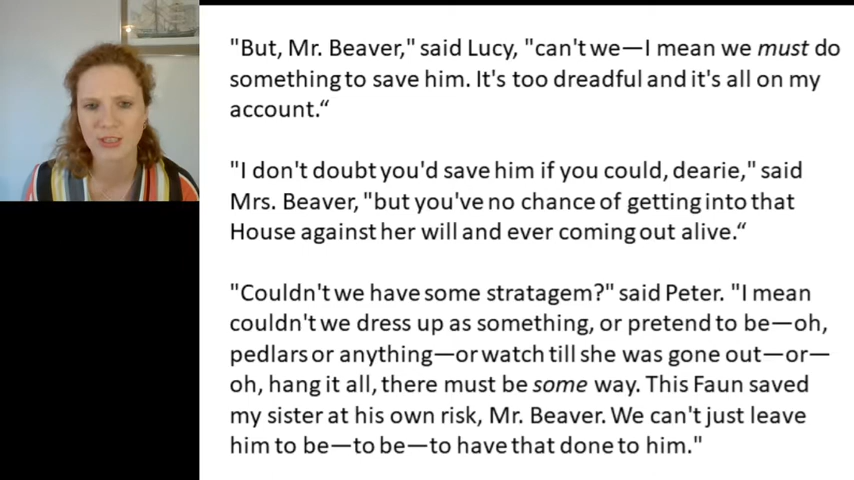 "But, Mr. Beaver," said Lucy, "can't we—I mean we must do
something to save him. It's too dreadful and it's all on my
account.“
"I don't doubt you'd save him if you could, dearie," said
Mrs. Beaver, "but you've no chance of getting into that
House against her will and ever coming out alive.“
"Couldn't we have some stratagem?" said Peter. "I mean
couldn't we dress up as something, or pretend to be—oh,
pedlars or anything—or watch till she was gone out—or—
oh, hang it all, there must be some way. This Faun saved
my sister at his own risk, Mr. Beaver. We can't just leave
him to be—to be—to have that done to him."